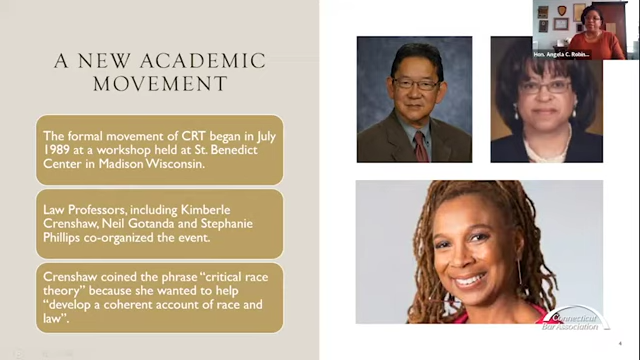 Hon. Angela C. Robin...
A NEW ACADEMIC
MOVEMENT
The formal movement of CRT began in July
1989 at a workshop held at St. Benedict
Center in Madison Wisconsin.
Law Professors, including Kimberle
Crenshaw, Neil Gotanda and Stephanie
Phillips co-organized the event.
Crenshaw coined the phrase “critical race
theory” because she wanted to help
“develop a coherent account of race and
law”.
Connecticut
Bar Association
4